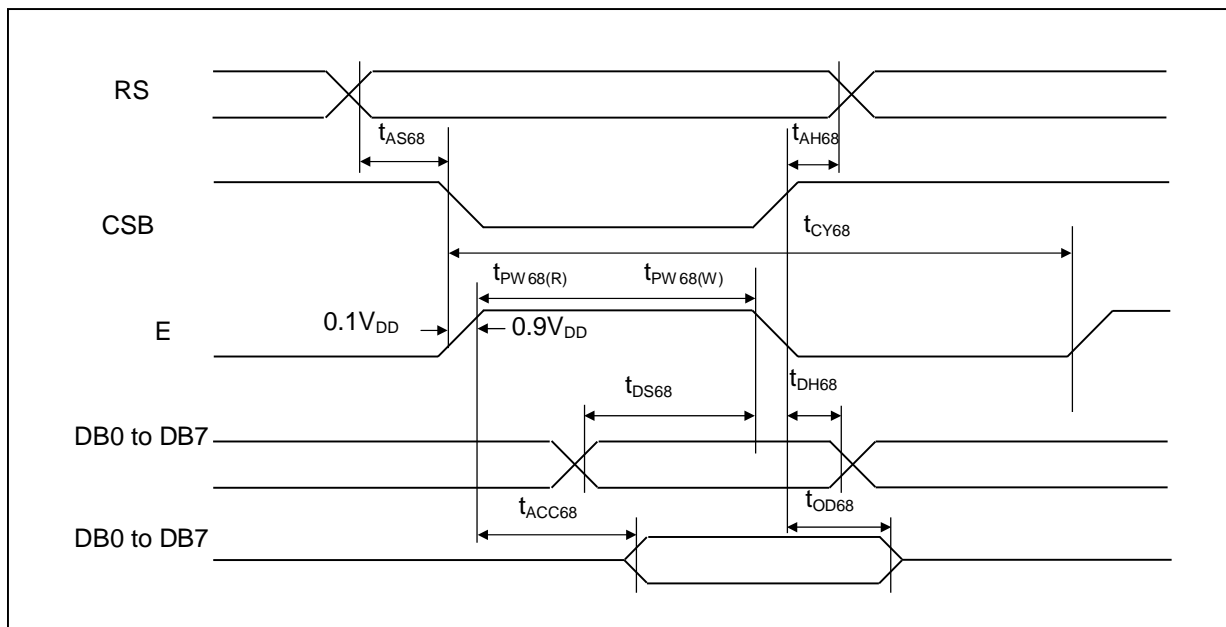 RS
tAS68
tAH68
CSB
tCY68
tPW68(R)
tPW68(W)
0.1VDD
0.9VDD
E
tDS68
tDH68
DB0 to DB7
tACC68
tOD68
DB0 to DB7